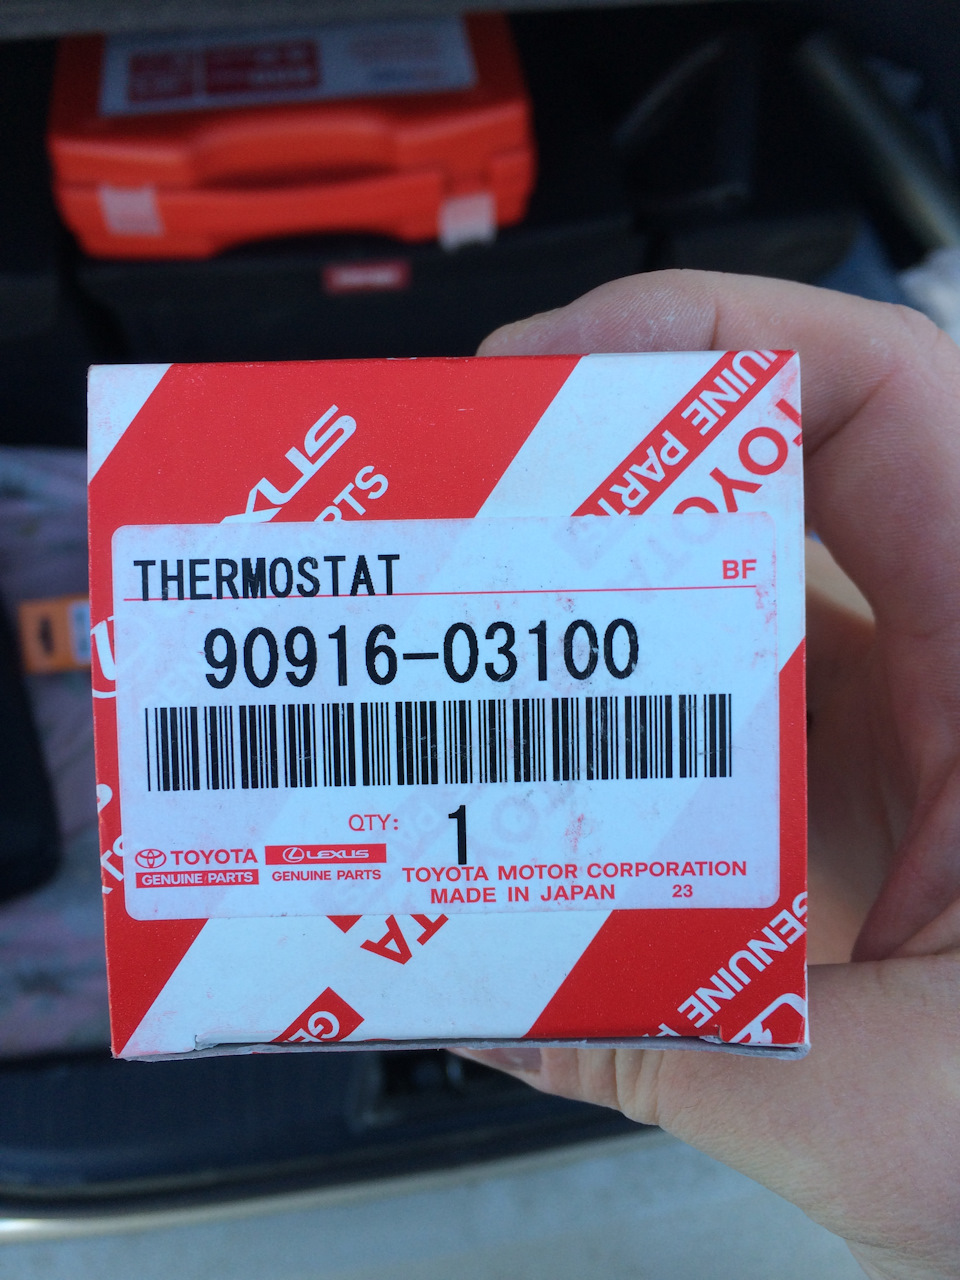 LEXUS
PARTS
GENUINE PARTS
TOYOTA
THERMOSTAT
BF
90916-03100
QTY: 1
TOYOTA
GENUINE PARTS
LEXUS
GENUINE PARTS
TOYOTA MOTOR CORPORATION
MADE IN JAPAN 23
GENUINE